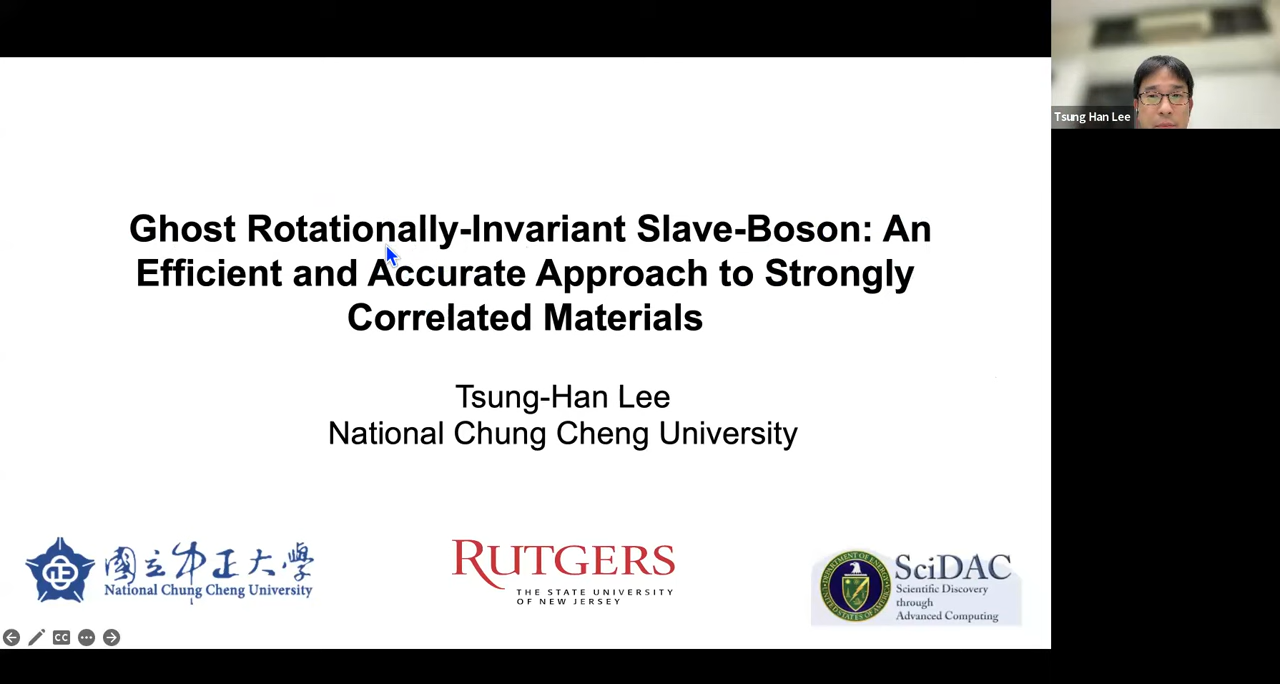 Ghost Rotationally-Invariant Slave-Boson: An
Efficient and Accurate Approach to Strongly
Correlated Materials
Tsung-Han Lee
National Chung Cheng University
國立中正大學
National Chung Cheng University
RUTGERS
THE STATE UNIVERSITY
OF NEW JERSEY
SciDAC
Scientific Discovery
through
Advanced Computing
CC
Tsung Han Lee